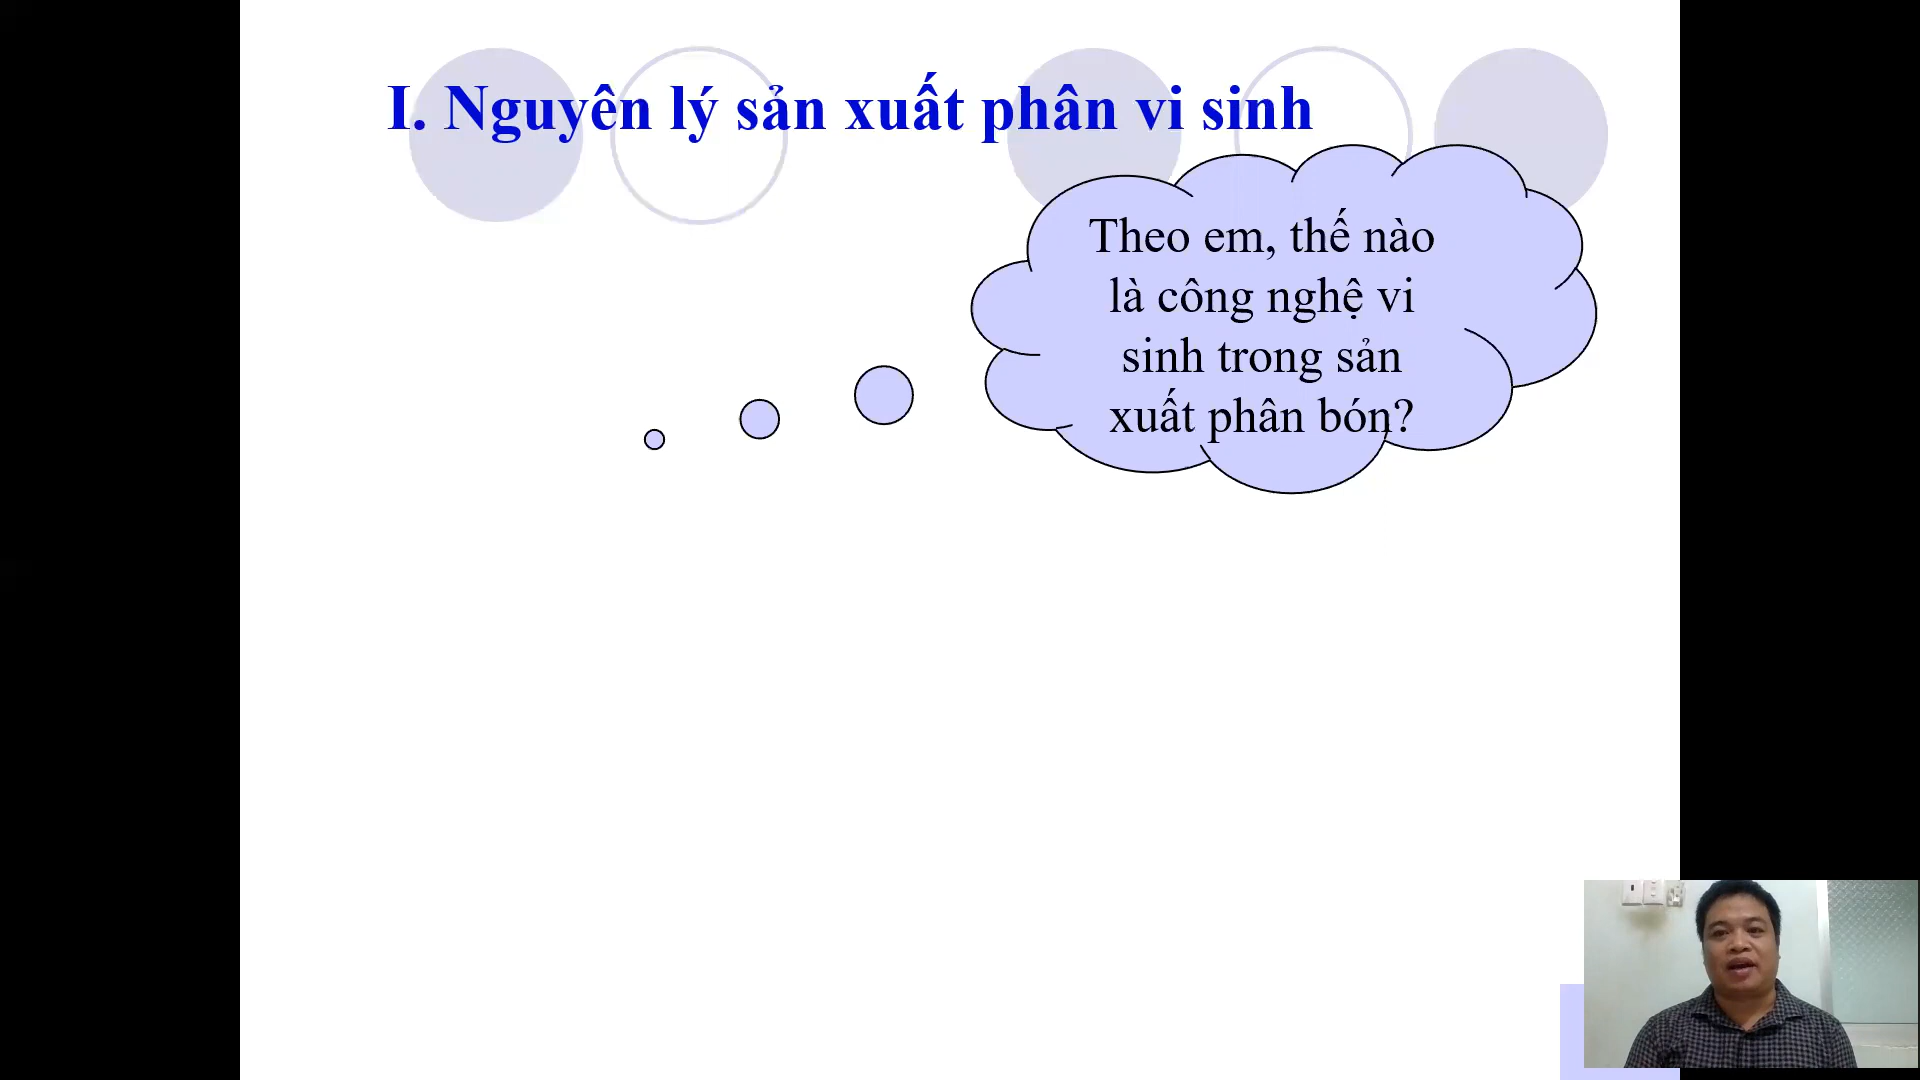 I. Nguyên lý sản xuất phân vi sinh
Theo em, thế nào
là công nghệ vi
sinh trong sản
xuất phân bón?